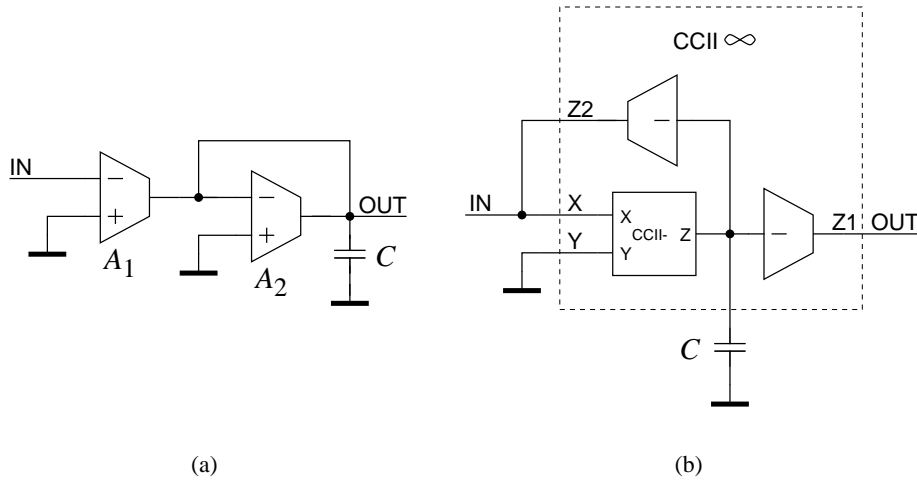 CCII ∞
Z2
IN
−
+
A1
−
+
A2
OUT
C
−
IN
X
Y
X
Y
CCII-
Z
−
Z1
OUT
C
(a)
(b)